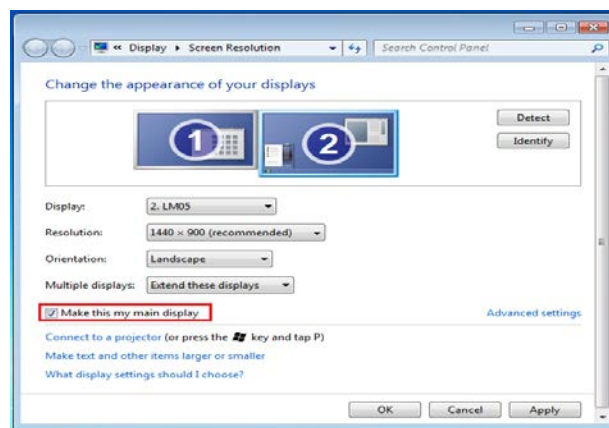 « Display ▸ Screen Resolution
Search Control Panel
Change the appearance of your displays
1
2
Detect
Identify
Display:
2. LM05
Resolution:
1440 × 900 (recommended)
Orientation:
Landscape
Multiple displays:
Extend these displays
Make this my main display
Advanced settings
Connect to a projector (or press the key and tap P)
Make text and other items larger or smaller
What display settings should I choose?
OK
Cancel
Apply